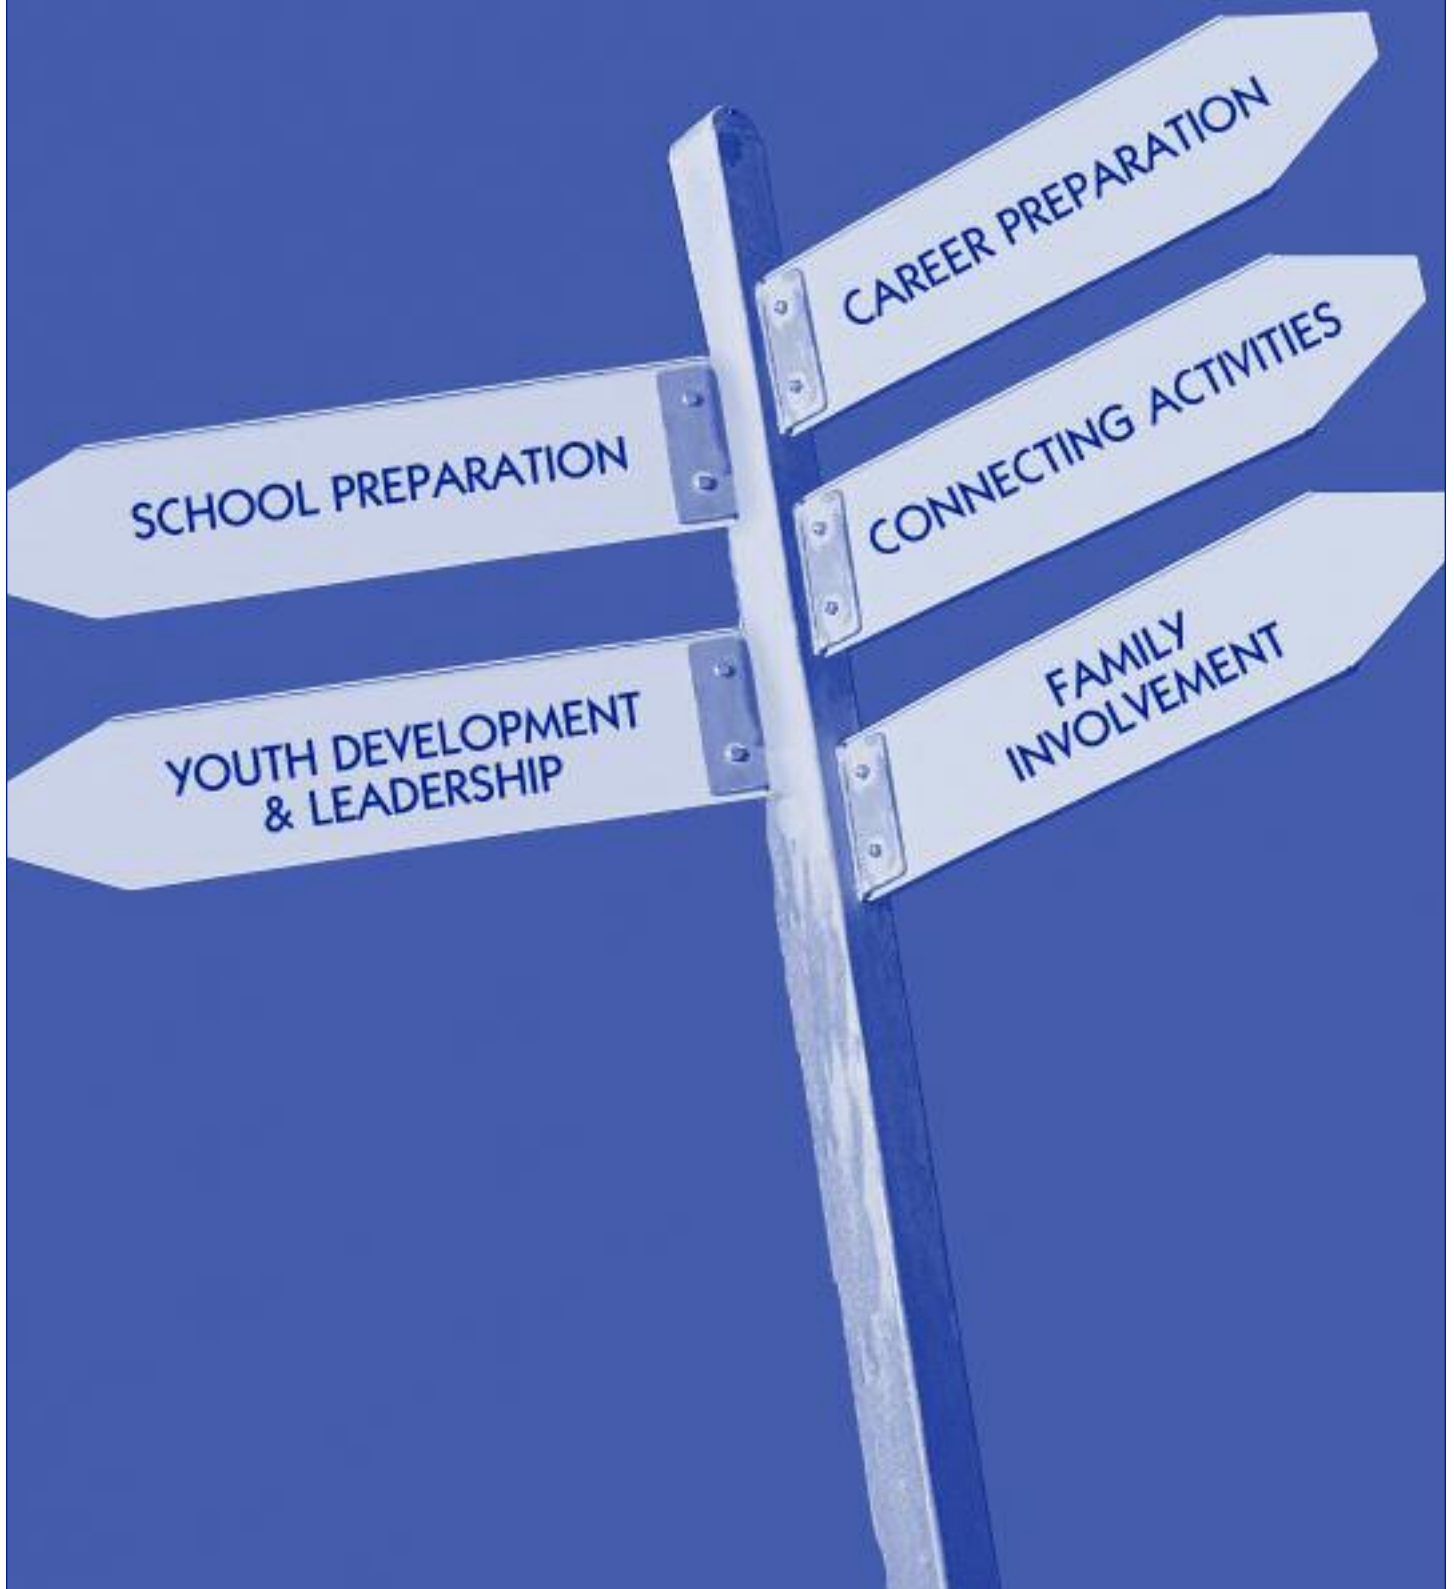 CAREER PREPARATION
SCHOOL PREPARATION
CONNECTING ACTIVITIES
YOUTH DEVELOPMENT
& LEADERSHIP
FAMILY
INVOLVEMENT